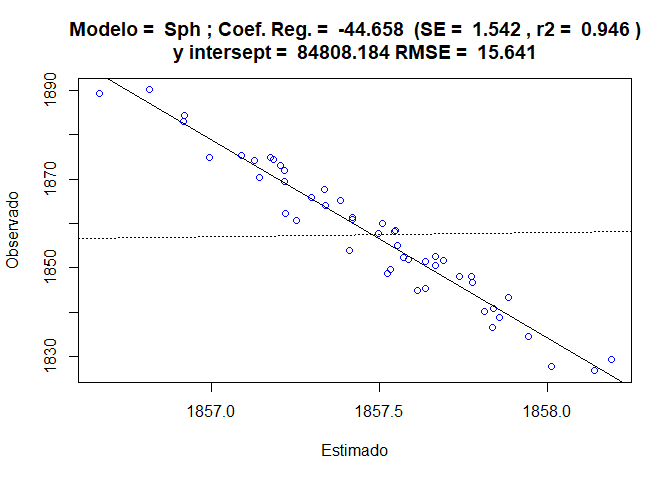 Modelo = Sph ; Coef. Reg. = -44.658 (SE = 1.542 , r2 = 0.946 )
y intersept = 84808.184 RMSE = 15.641
1890
1870
1850
1830
Observado
1857.0 1857.5 1858.0
Estimado